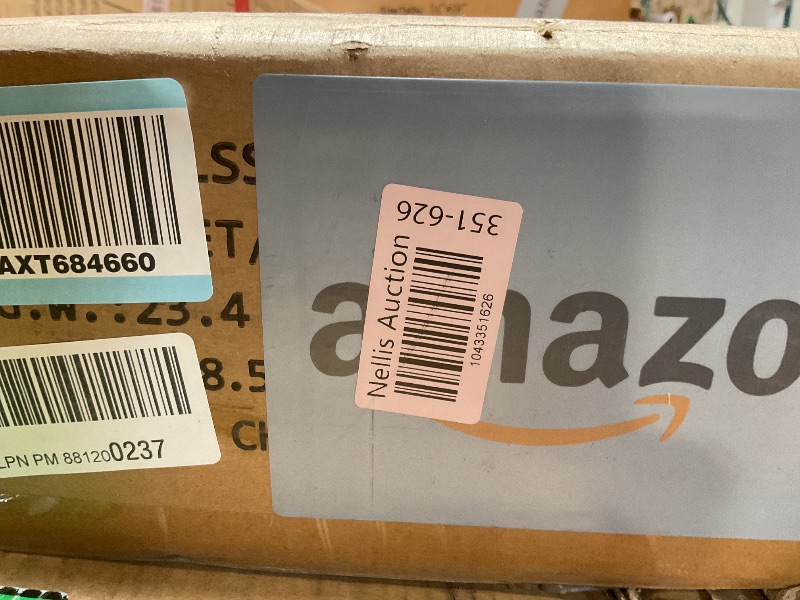 AXT684660
LPN PM 881200237
LSS
ET/
G.W.:23.4
8.5
CH
351-626
Nellis Auction
1043351626
amazo